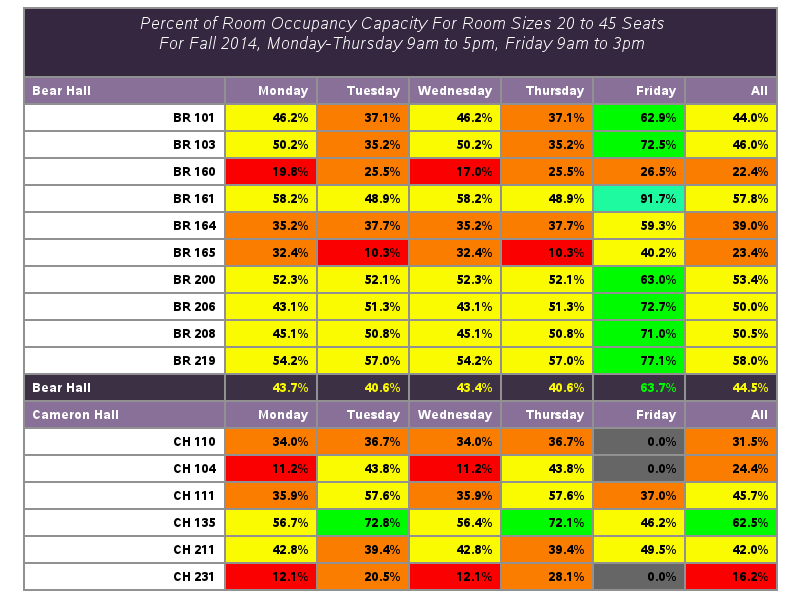 Percent of Room Occupancy Capacity For Room Sizes 20 to 45 Seats
For Fall 2014, Monday-Thursday 9am to 5pm, Friday 9am to 3pm
Bear Hall Monday Tuesday Wednesday Thursday Friday All
BR 101 46.2% 37.1% 46.2% 37.1% 62.9% 44.0%
BR 103 50.2% 35.2% 50.2% 35.2% 72.5% 46.0%
BR 160 19.8% 25.5% 17.0% 25.5% 26.5% 22.4%
BR 161 58.2% 48.9% 58.2% 48.9% 91.7% 57.8%
BR 164 35.2% 37.7% 35.2% 37.7% 59.3% 39.0%
BR 165 32.4% 10.3% 32.4% 10.3% 40.2% 23.4%
BR 200 52.3% 52.1% 52.3% 52.1% 63.0% 53.4%
BR 206 43.1% 51.3% 43.1% 51.3% 72.7% 50.0%
BR 208 45.1% 50.8% 45.1% 50.8% 71.0% 50.5%
BR 219 54.2% 57.0% 54.2% 57.0% 77.1% 58.0%
Bear Hall 43.7% 40.6% 43.4% 40.6% 63.7% 44.5%
Cameron Hall Monday Tuesday Wednesday Thursday Friday All
CH 110 34.0% 36.7% 34.0% 36.7% 0.0% 31.5%
CH 104 11.2% 43.8% 11.2% 43.8% 0.0% 24.4%
CH 111 35.9% 57.6% 35.9% 57.6% 37.0% 45.7%
CH 135 56.7% 72.8% 56.4% 72.1% 46.2% 62.5%
CH 211 42.8% 39.4% 42.8% 39.4% 49.5% 42.0%
CH 231 12.1% 20.5% 12.1% 28.1% 0.0% 16.2%